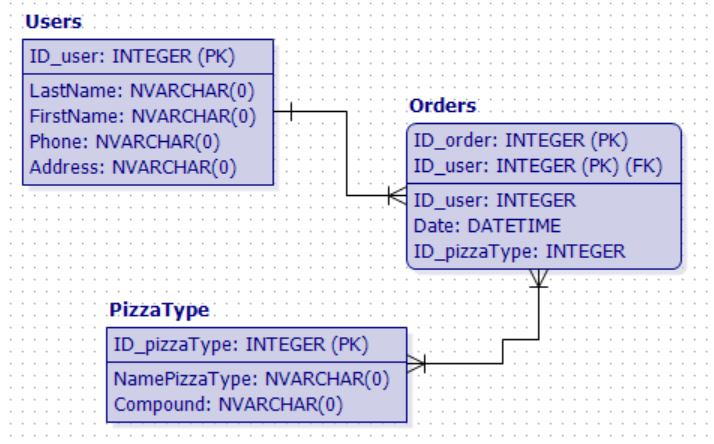 Users
ID_user: INTEGER (PK)
LastName: NVARCHAR(0)
FirstName: NVARCHAR(0)
Phone: NVARCHAR(0)
Address: NVARCHAR(0)
Orders
ID_order: INTEGER (PK)
ID_user: INTEGER (PK) (FK)
ID_user: INTEGER
Date: DATETIME
ID_pizzaType: INTEGER
PizzaType
ID_pizzaType: INTEGER (PK)
NamePizzaType: NVARCHAR(0)
Compound: NVARCHAR(0)